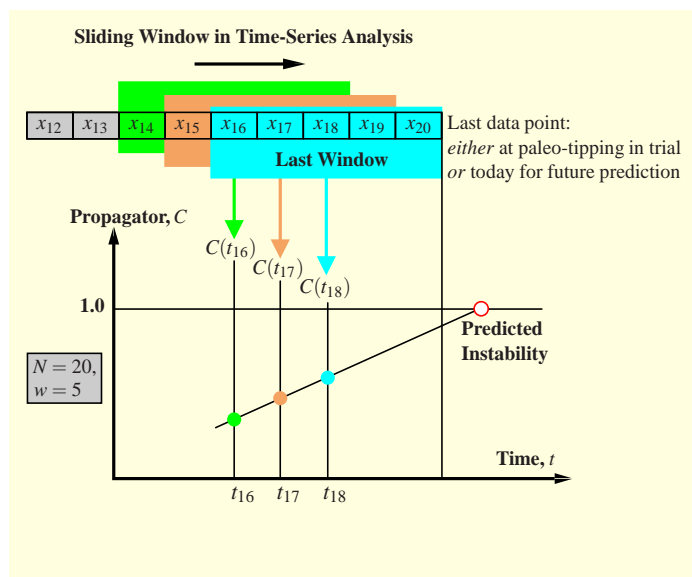 Sliding Window in Time-Series Analysis
x12 x13 x14 x15 x16 x17 x18 x19 x20
Last data point:
either at paleo-tipping in trial
or today for future prediction
Last Window
Propagator, C
C(t16)
C(t17)
C(t18)
1.0
Predicted
Instability
N = 20,
w = 5
Time, t
t16 t17 t18